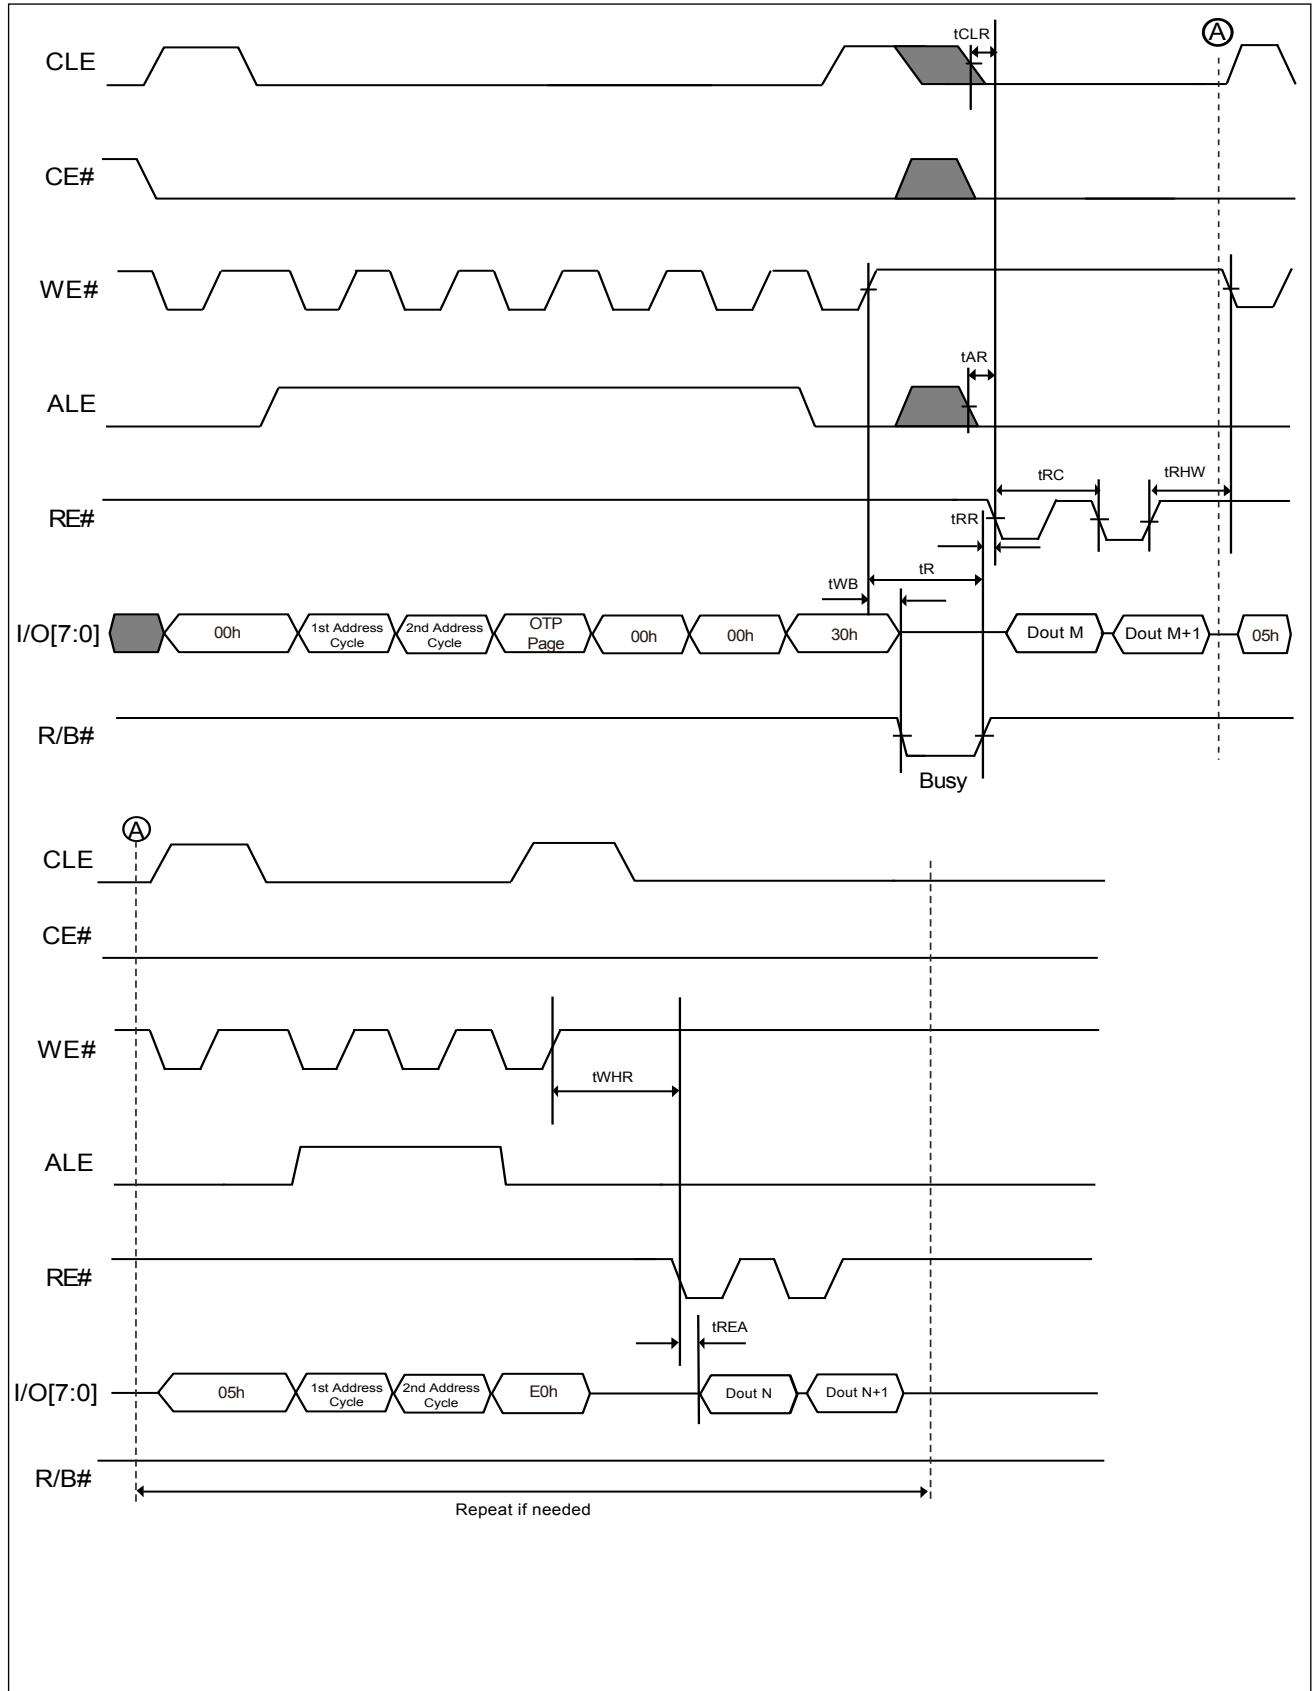 tCLR
A
CLE
CE#
WE#
tAR
ALE
tRC
tRHW
RE#
tRR
tR
tWB
I/O[7:0]
00h
1st Address
Cycle
2nd Address
Cycle
OTP
Page
00h
00h
30h
Dout M
Dout M+1
05h
R/B#
Busy
A
CLE
CE#
WE#
tWHR
ALE
RE#
tREA
I/O[7:0]
05h
1st Address
Cycle
2nd Address
Cycle
E0h
Dout N
Dout N+1
R/B#
Repeat if needed